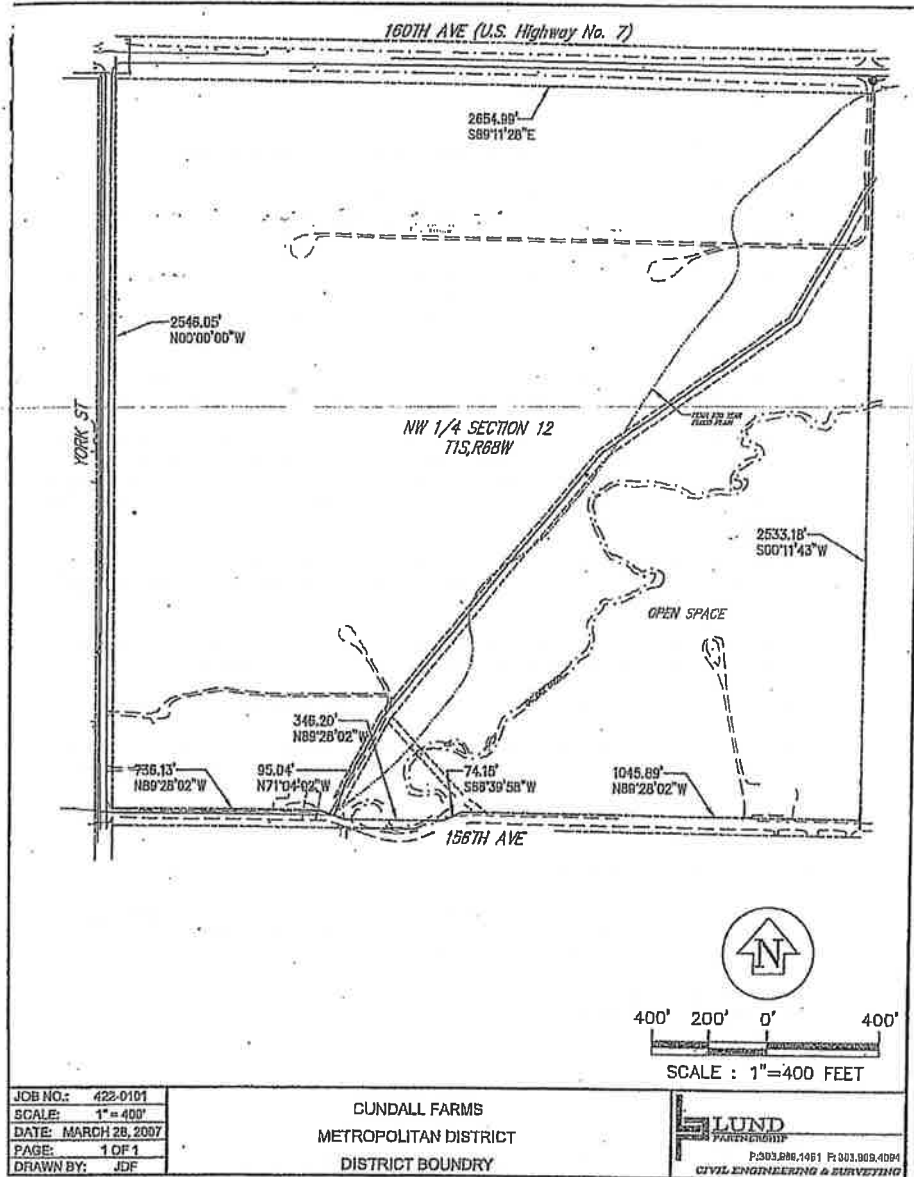 160TH AVE (U.S. Highway No. 7)
2654.99'
S89°11'28"E
2546.05'
N00°00'00"W
YORK ST
NW 1/4 SECTION 12
T1S,R68W
2533.18'
S00°11'43"W
OPEN SPACE
346.20'
N89°28'02"W
736.13'
N89°28'02"W
95.04'
N71°04'02"W
74.15'
S88°39'58"W
1045.89'
N89°28'02"W
156TH AVE
N
400' 200' 0' 400'
SCALE : 1"=400 FEET
JOB NO.: 422-0101
SCALE: 1"= 400'
DATE: MARCH 28, 2007
PAGE: 1 OF 1
DRAWN BY: JDF
CUNDALL FARMS
METROPOLITAN DISTRICT
DISTRICT BOUNDRY
LUND
PARTNERSHIP
CIVIL ENGINEERING & SURVEYING